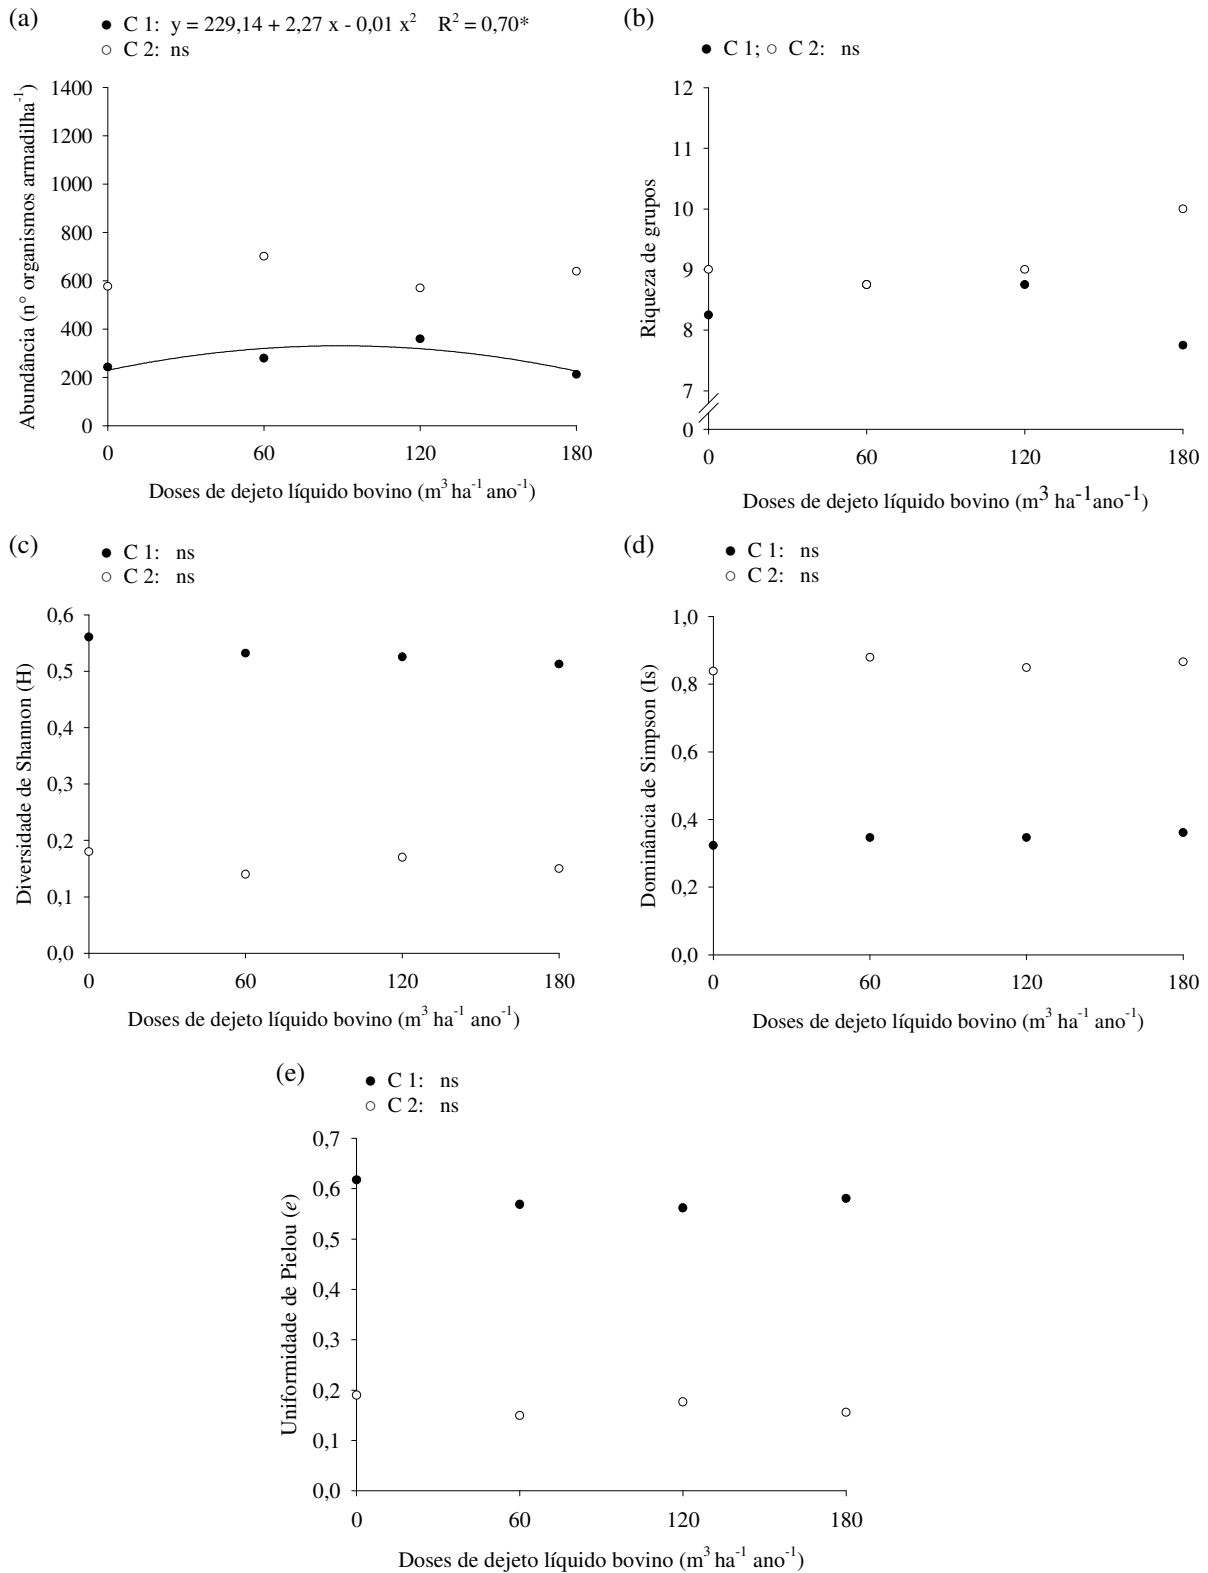 (a)
● C 1: y = 229,14 + 2,27 x - 0,01 x² R² = 0,70*
○ C 2: ns
Abundância (n° organismos armadilha⁻¹)
1400
1200
1000
800
600
400
200
0
0 60 120 180
Doses de dejeto líquido bovino (m³ ha⁻¹ ano⁻¹)
(b)
● C 1; ○ C 2: ns
Riqueza de grupos
12
11
10
9
8
7
0
0 60 120 180
Doses de dejeto líquido bovino (m³ ha⁻¹ano⁻¹)
(c)
● C 1: ns
○ C 2: ns
Diversidade de Shannon (H)
0,6
0,5
0,4
0,3
0,2
0,1
0,0
0 60 120 180
Doses de dejeto líquido bovino (m³ ha⁻¹ ano⁻¹)
(d)
● C 1: ns
○ C 2: ns
Dominância de Simpson (Is)
1,0
0,8
0,6
0,4
0,2
0,0
0 60 120 180
Doses de dejeto líquido bovino (m³ ha⁻¹ ano⁻¹)
(e)
● C 1: ns
○ C 2: ns
Uniformidade de Pielou (e)
0,7
0,6
0,5
0,4
0,3
0,2
0,1
0,0
0 60 120 180
Doses de dejeto líquido bovino (m³ ha⁻¹ ano⁻¹)